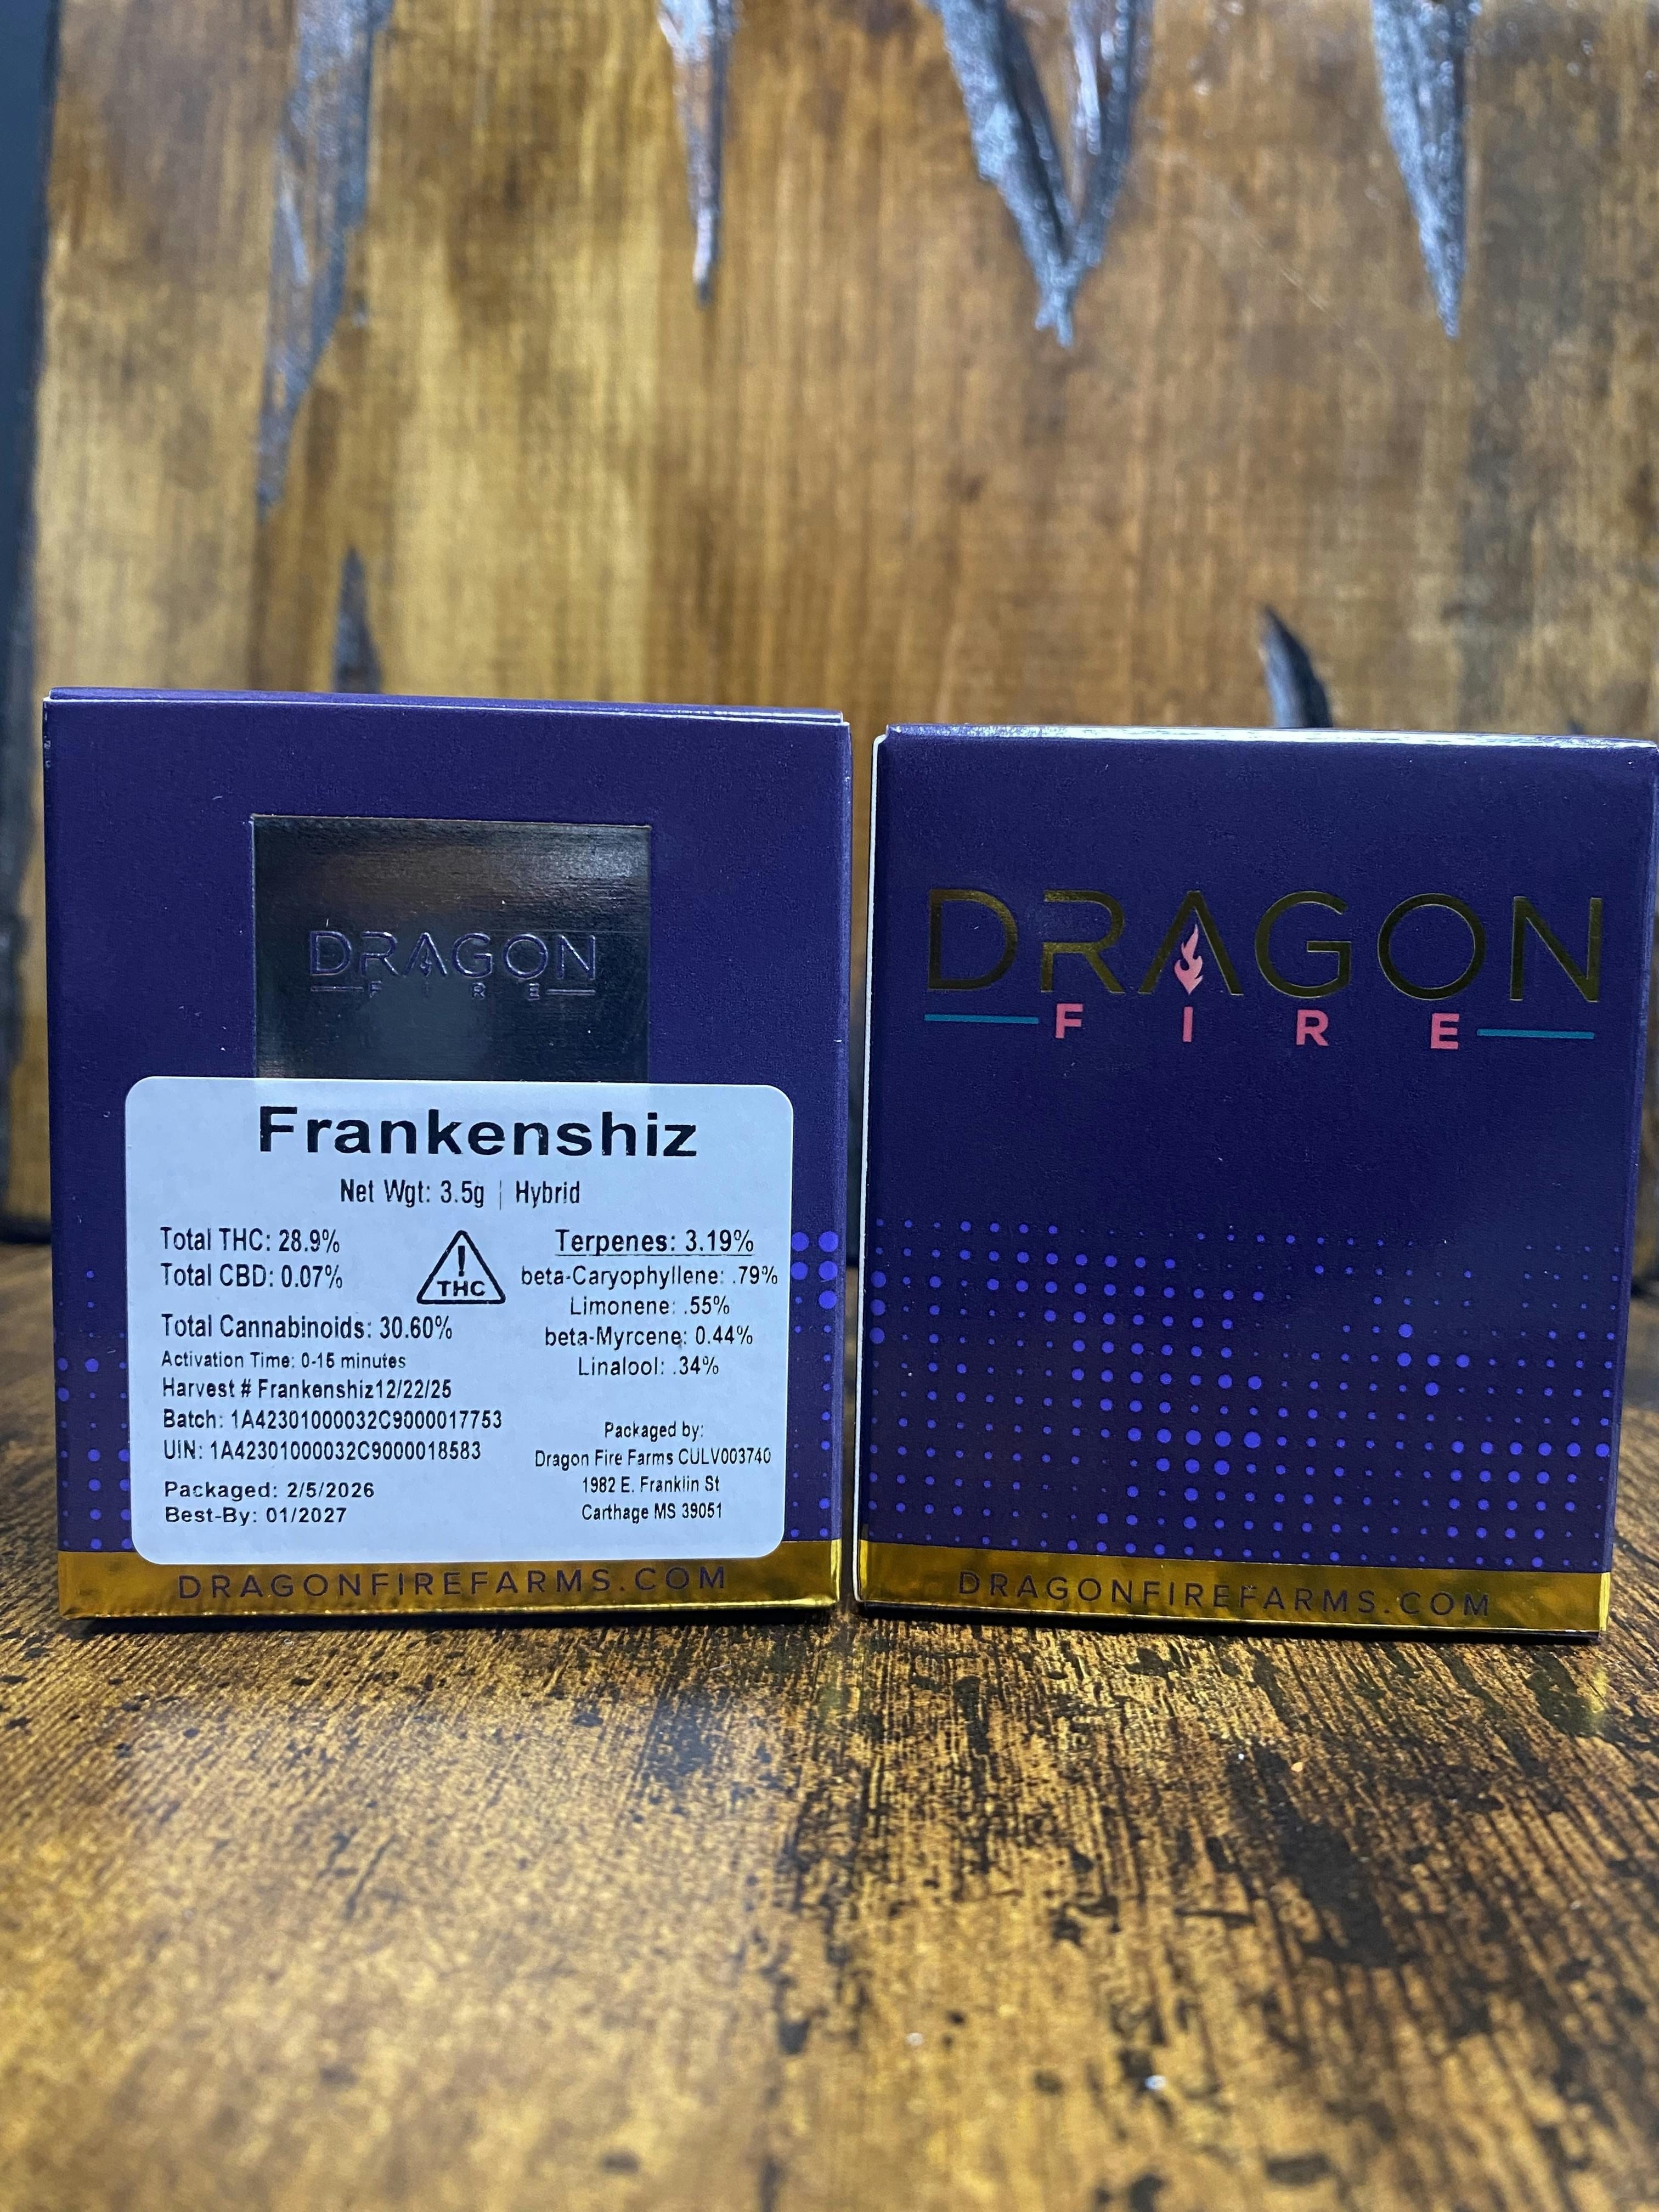 DRAGON
FIRE
Frankenshiz
Net Wgt: 3.5g | Hybrid
Total THC: 28.9%
Total CBD: 0.07%
Total Cannabinoids: 30.60%
Activation Time: 0-15 minutes
Harvest # Frankenshiz12/22/25
Batch: 1A42301000032C9000017753
UIN: 1A42301000032C9000018583
Packaged: 2/5/2026
Best-By: 01/2027
!
THC
Terpenes: 3.19%
beta-Caryophyllene: .79%
Limonene: .55%
beta-Myrcene: 0.44%
Linalool: .34%
Packaged by:
Dragon Fire Farms CULV003740
1982 E. Franklin St
Carthage MS 39051
DRAGONFIREFARMS.COM
DRAGON
FIRE
DRAGONFIREFARMS.COM